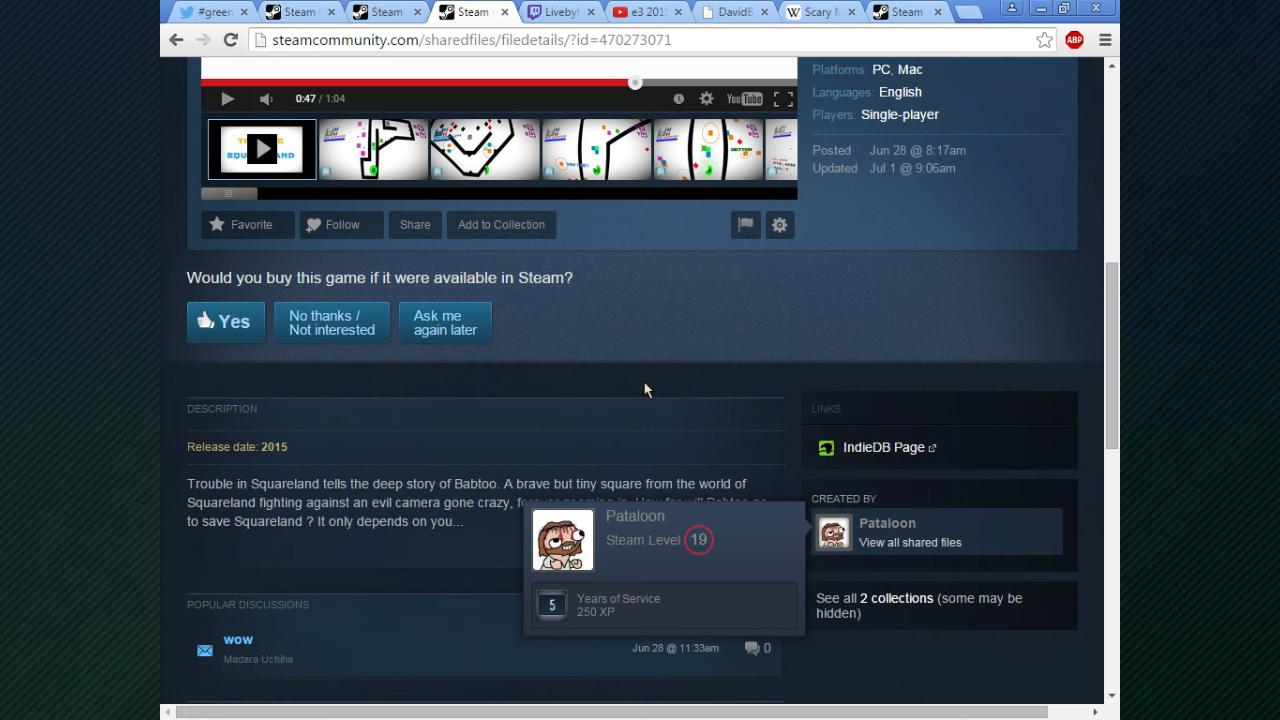 #green
Steam
Steam
Steam
Livebyf
e3 201
DavidB
Scary
Steam
steamcommunity.com/sharedfiles/filedetails/?id=470273071
ABP
Platforms: PC, Mac
Languages: English
Players: Single-player
Posted Jun 28 @ 8:17am
Updated Jul 1 @ 9:06am
0:47 / 1:04
YouTube
Favorite
Follow
Share
Add to Collection
Would you buy this game if it were available in Steam?
Yes
No thanks /
Not interested
Ask me
again later
DESCRIPTION
Release date: 2015
Trouble in Squareland tells the deep story of Babtoo. A brave but tiny square from the world of
Squareland fighting against an evil camera gone crazy,
to save Squareland ? It only depends on you...
LINKS
IndieDB Page
CREATED BY
Pataloon
View all shared files
See all 2 collections (some may be
hidden)
Pataloon
Steam Level 19
5
Years of Service
250 XP
POPULAR DISCUSSIONS
wow
Madara Uchiha
Jun 28 @ 11:33am
0